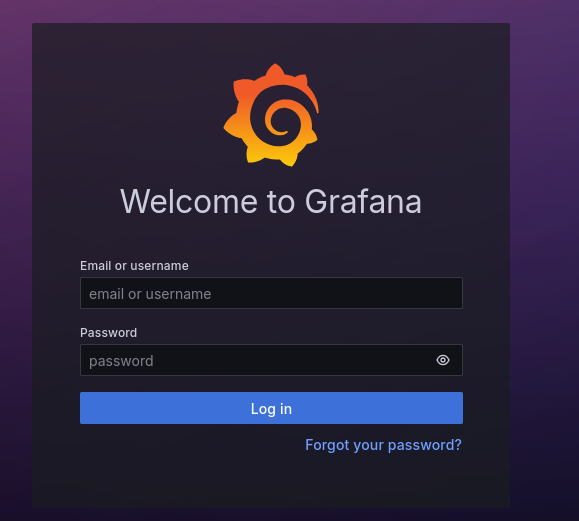 Welcome to Grafana
Email or username
email or username
Password
password
Log in
Forgot your password?